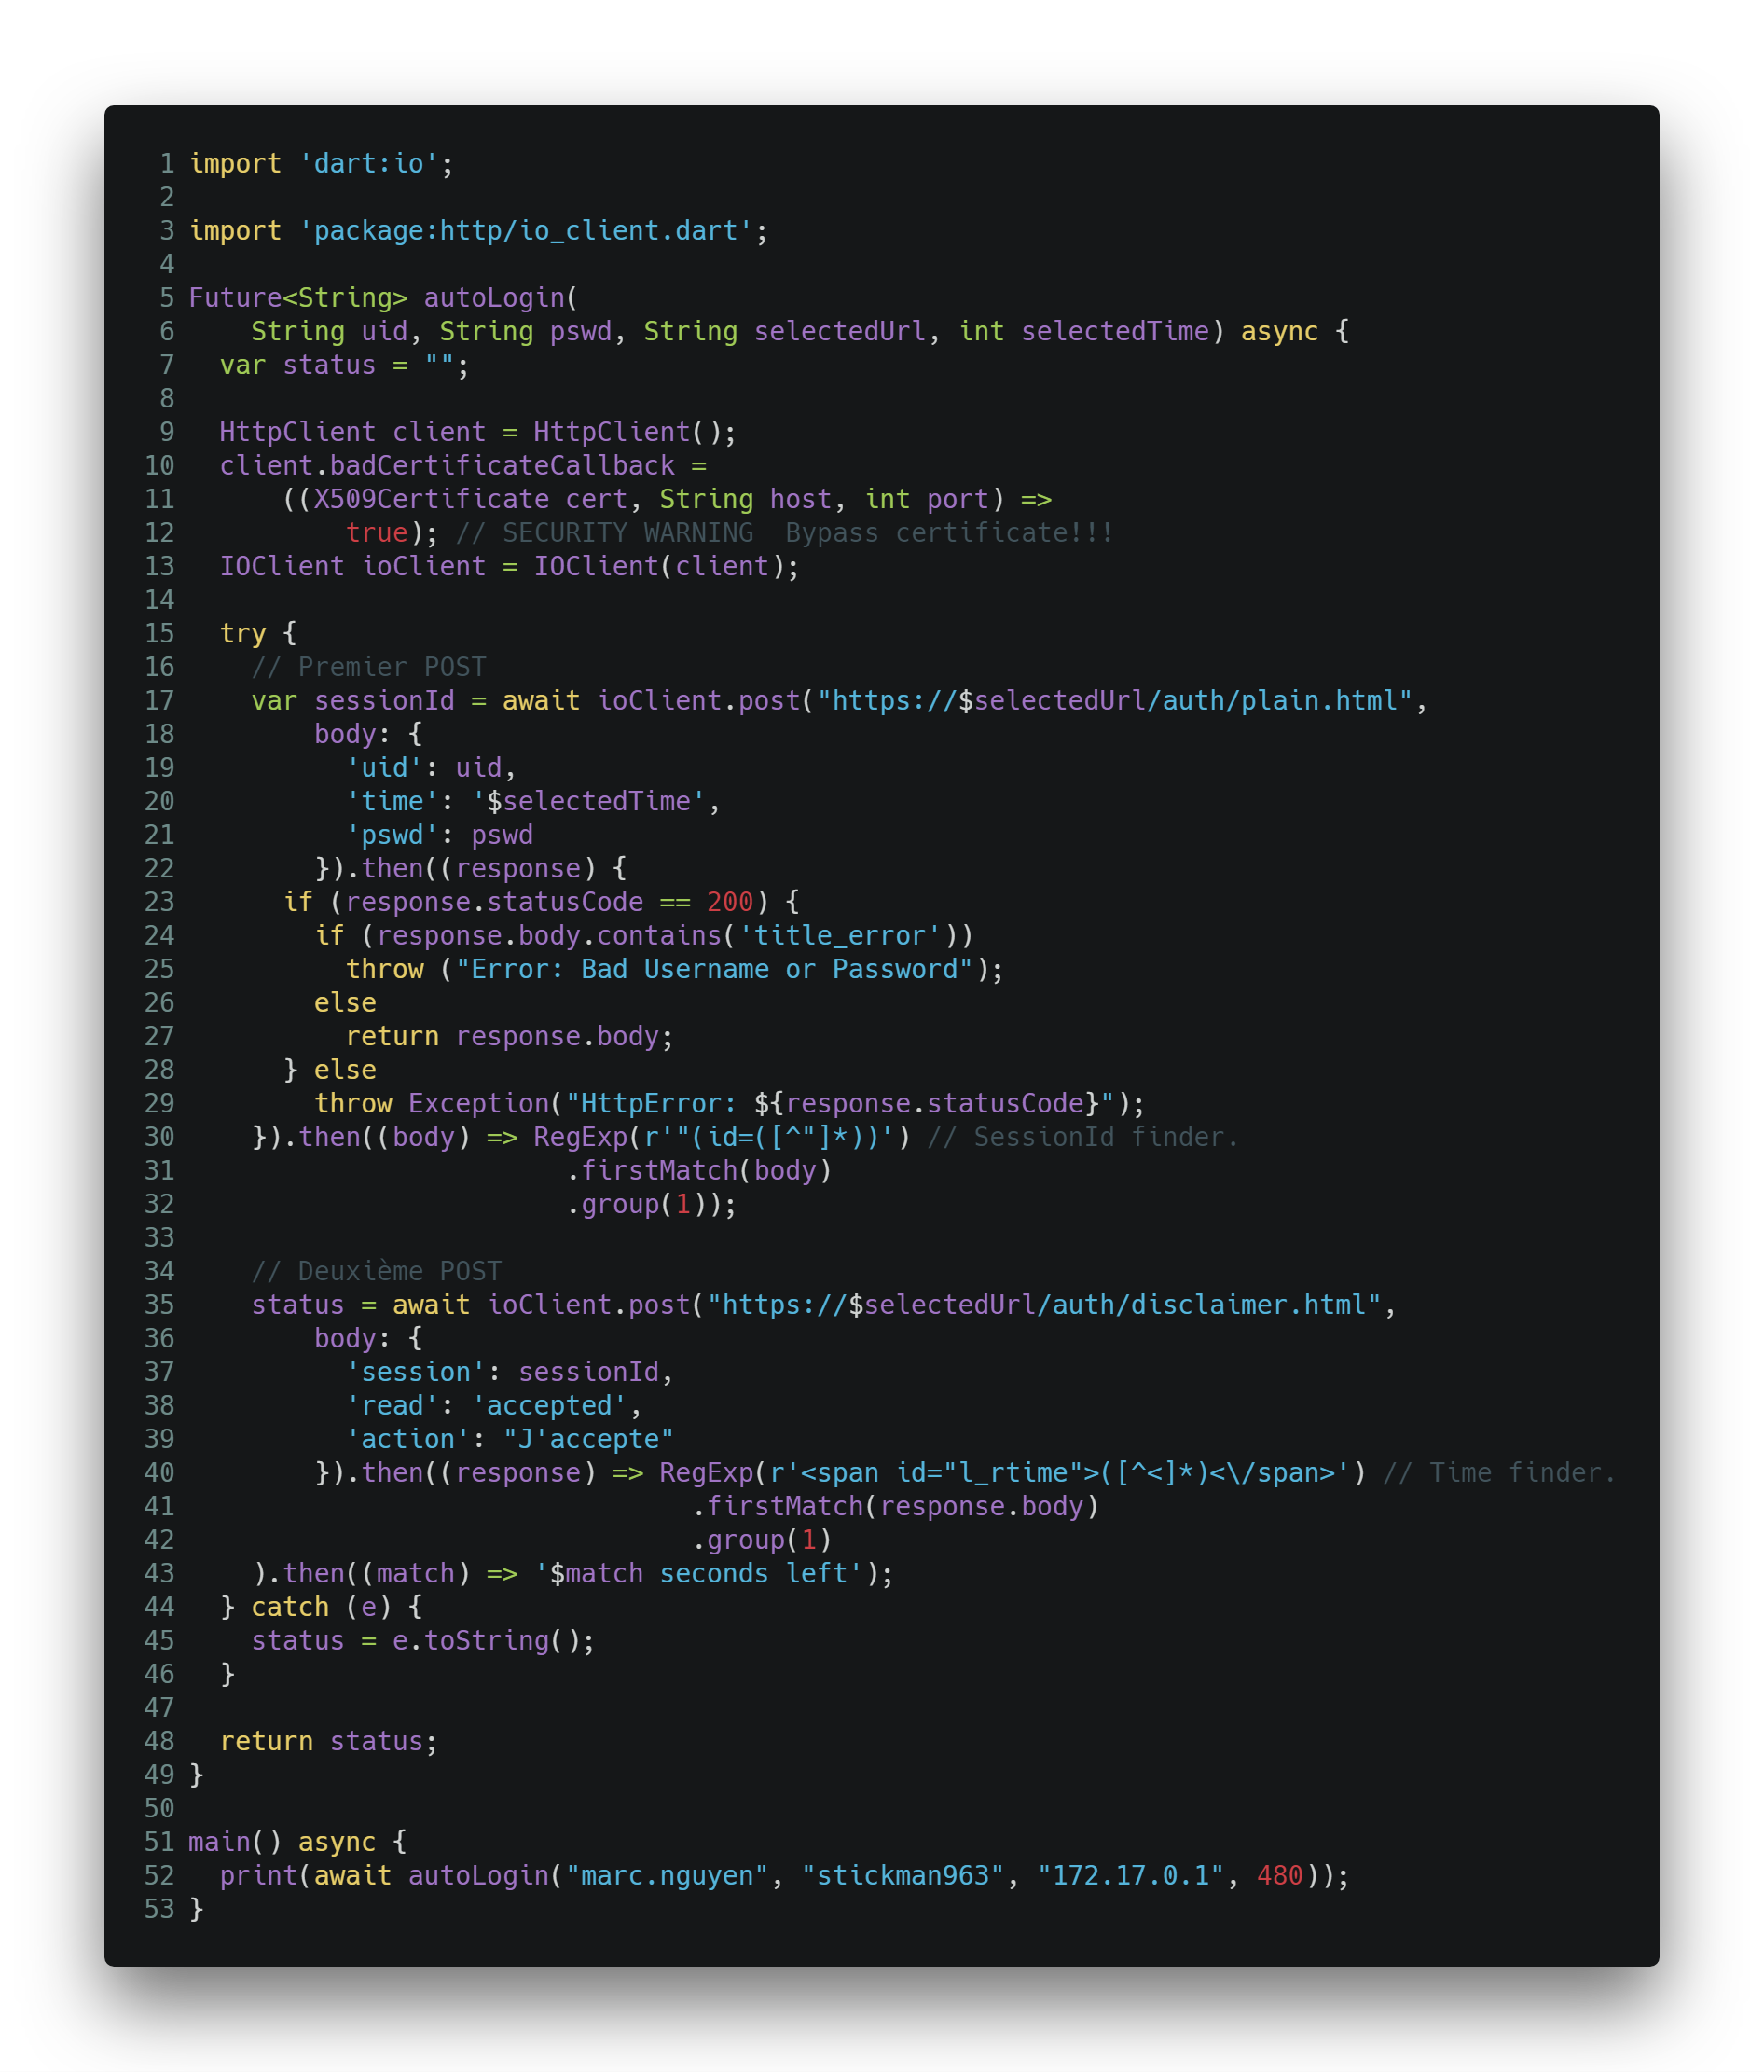 1 import 'dart:io';
2
3 import 'package:http/io_client.dart';
4
5 Future<String> autoLogin(
6     String uid, String pswd, String selectedUrl, int selectedTime) async {
7   var status = "";
8
9   HttpClient client = HttpClient();
10   client.badCertificateCallback =
11       ((X509Certificate cert, String host, int port) =>
12           true); // SECURITY WARNING  Bypass certificate!!!
13   IOClient ioClient = IOClient(client);
14
15   try {
16     // Premier POST
17     var sessionId = await ioClient.post("https://$selectedUrl/auth/plain.html",
18         body: {
19           'uid': uid,
20           'time': '$selectedTime',
21           'pswd': pswd
22         }).then((response) {
23       if (response.statusCode == 200) {
24         if (response.body.contains('title_error'))
25           throw ("Error: Bad Username or Password");
26         else
27           return response.body;
28       } else
29         throw Exception("HttpError: ${response.statusCode}");
30     }).then((body) => RegExp(r'"(id=([^"]*))') // SessionId finder.
31                         .firstMatch(body)
32                         .group(1));
33
34     // Deuxième POST
35     status = await ioClient.post("https://$selectedUrl/auth/disclaimer.html",
36         body: {
37           'session': sessionId,
38           'read': 'accepted',
39           'action': "J'accepte"
40         }).then((response) => RegExp(r'<span id="l_rtime">([^<]*)<\/span>') // Time finder.
41                                 .firstMatch(response.body)
42                                 .group(1)
43     ).then((match) => '$match seconds left');
44   } catch (e) {
45     status = e.toString();
46   }
47
48   return status;
49 }
50
51 main() async {
52   print(await autoLogin("marc.nguyen", "stickman963", "172.17.0.1", 480));
53 }